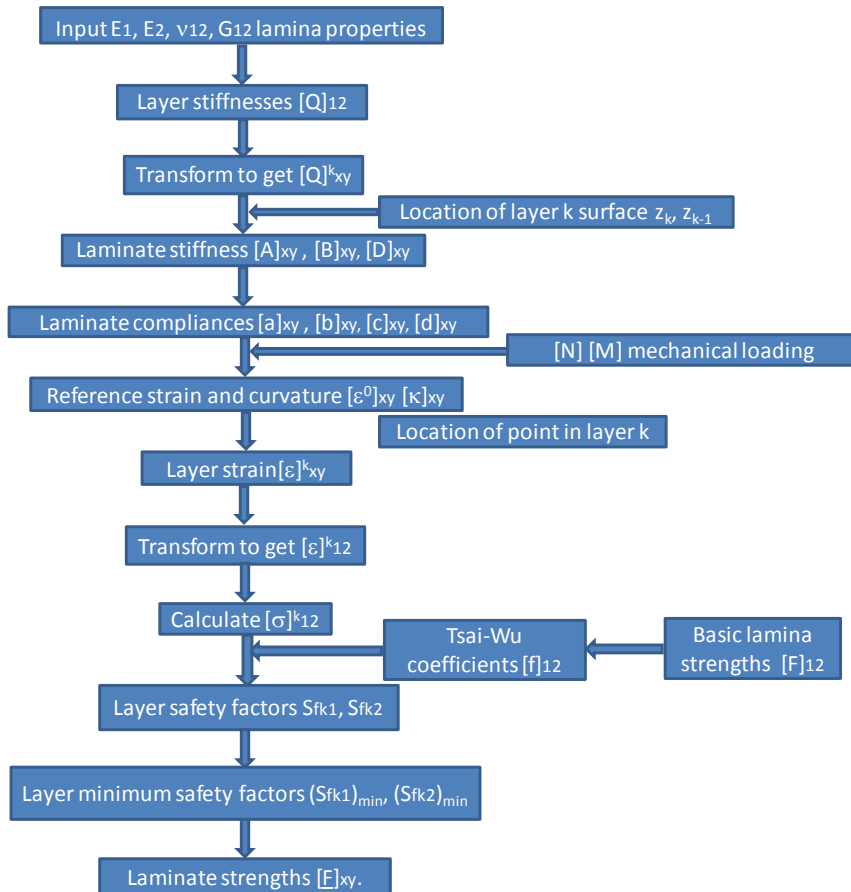 Input E1, E2, ν12, G12 lamina properties
Layer stiffnesses [Q]12
Transform to get [Q]ᵏxy
Location of layer k surface zₖ, zₖ₋₁
Laminate stiffness [A]xy , [B]xy, [D]xy
Laminate compliances [a]xy , [b]xy, [c]xy, [d]xy
[N] [M] mechanical loading
Reference strain and curvature [ε⁰]xy [κ]xy
Location of point in layer k
Layer strain[ε]ᵏxy
Transform to get [ε]ᵏ12
Calculate [σ]ᵏ12
Tsai-Wu
coefficients [f]12
Basic lamina
strengths [F]12
Layer safety factors Sfk1, Sfk2
Layer minimum safety factors (Sfk1)min, (Sfk2)min
Laminate strengths [F]xy.